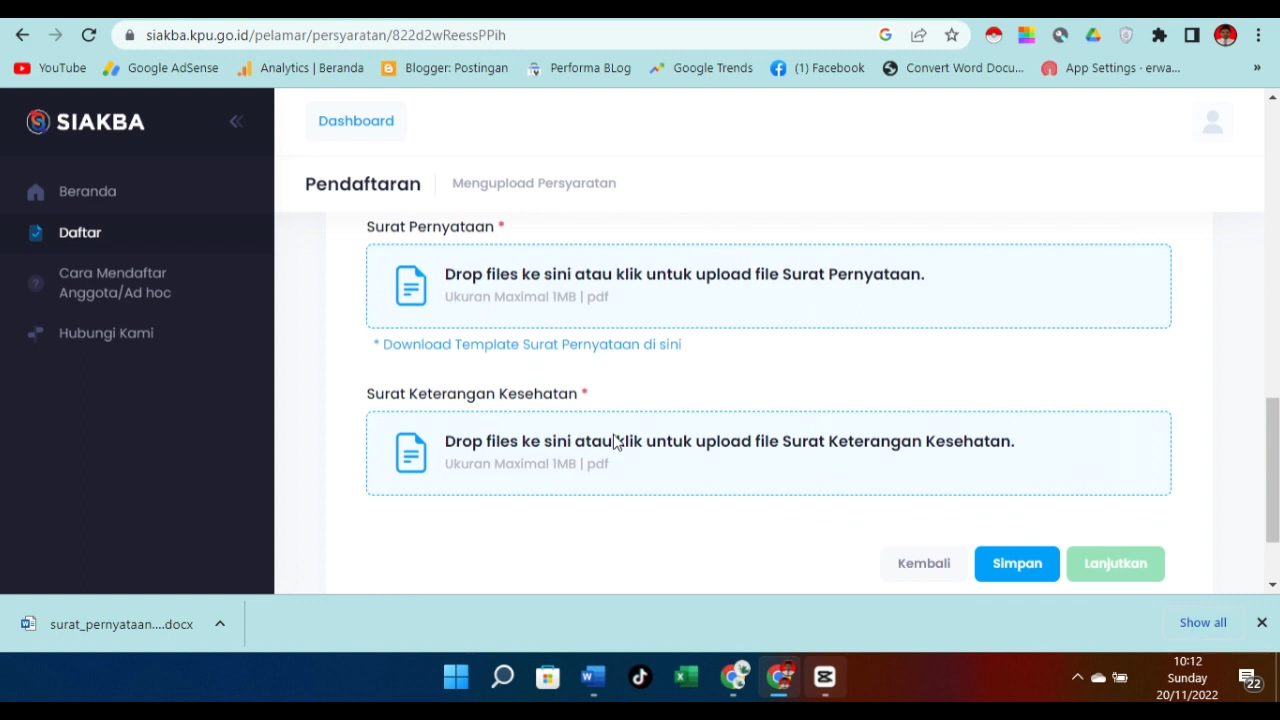 siakba.kpu.go.id/pelamar/persyaratan/822d2wReessPPih
YouTube
Google AdSense
Analytics | Beranda
Blogger: Postingan
Performa BLog
Google Trends
(1) Facebook
Convert Word Docu...
App Settings - erwa...
»
SIAKBA
Dashboard
Pendaftaran
Mengupload Persyaratan
Beranda
Daftar
Cara Mendaftar
Anggota/Ad hoc
Hubungi Kami
Surat Pernyataan *
Drop files ke sini atau klik untuk upload file Surat Pernyataan.
Ukuran Maximal 1MB | pdf
* Download Template Surat Pernyataan di sini
Surat Keterangan Kesehatan *
Drop files ke sini atau klik untuk upload file Surat Keterangan Kesehatan.
Ukuran Maximal 1MB | pdf
Kembali
Simpan
Lanjutkan
surat_pernyataan....docx
Show all
10:12
Sunday
20/11/2022
22